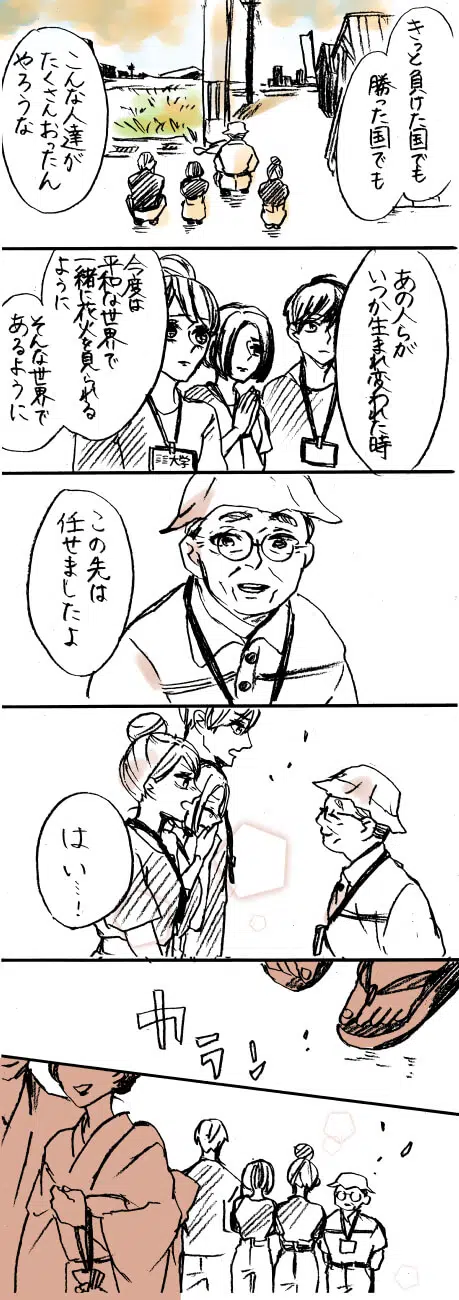 きっと負けた国でも
勝った国でも
こんな人達が
たくさんおったん
やろうな
あの人らが
いつか生まれ変われた時
今度は
平和な世界で
一緒に花火を見られる
ように
そんな世界で
あるように
大学
この先は
任せましたよ
はい…!
カラン